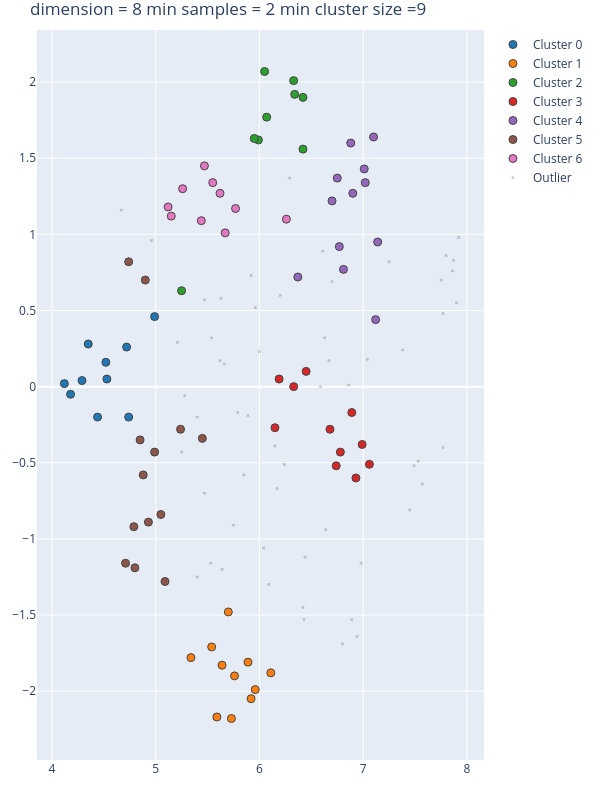 dimension = 8 min samples = 2 min cluster size =9
Cluster 0
Cluster 1
Cluster 2
Cluster 3
Cluster 4
Cluster 5
Cluster 6
Outlier
2
1.5
1
0.5
0
−0.5
−1
−1.5
−2
4 5 6 7 8